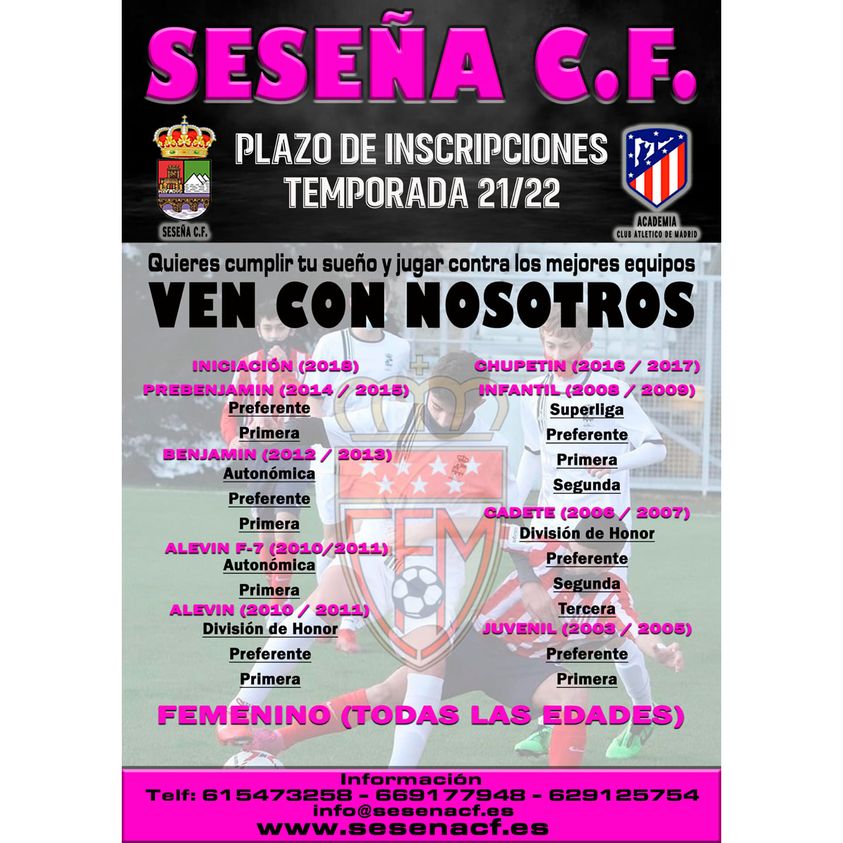 SESEÑA C.F.
PLAZO DE INSCRIPCIONES
TEMPORADA 21/22
SESEÑA C.F.
ACADEMIA
CLUB ATLETICO DE MADRID
Quieres cumplir tu sueño y jugar contra los mejores equipos
VEN CON NOSOTROS
INICIACIÓN (2018)
PREBENJAMIN (2014 / 2015)
Preferente
Primera
BENJAMIN (2012 / 2013)
Autonómica
Preferente
Primera
ALEVIN F-7 (2010/2011)
Autonómica
Primera
ALEVIN (2010 / 2011)
División de Honor
Preferente
Primera
CHUPETIN (2016 / 2017)
INFANTIL (2008 / 2009)
Superliga
Preferente
Primera
Segunda
CADETE (2006 / 2007)
División de Honor
Preferente
Segunda
Tercera
JUVENIL (2003 / 2005)
Preferente
Primera
FFM
FEMENINO (TODAS LAS EDADES)
Información
Telf: 615473258 - 669177948 - 629125754
info@sesenacf.es
www.sesenacf.es